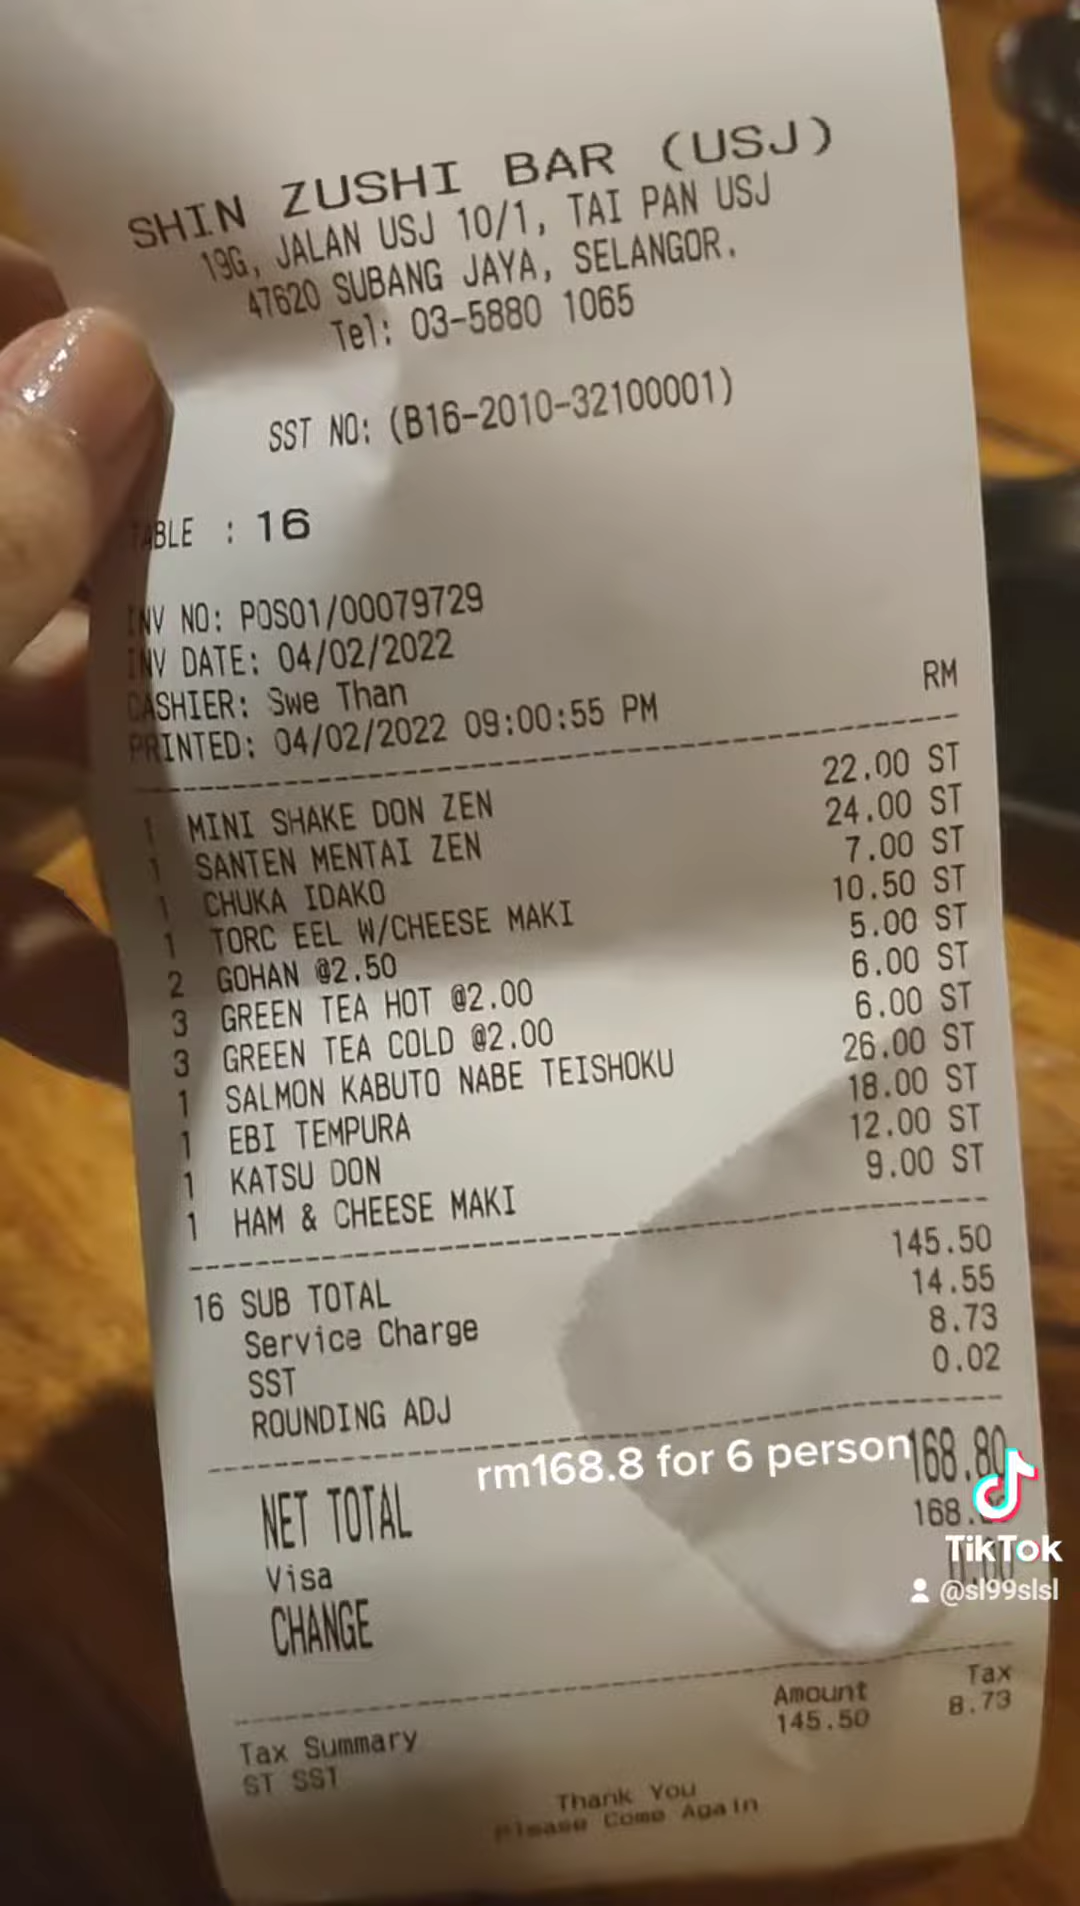 SHIN ZUSHI BAR (USJ)
19G, JALAN USJ 10/1, TAI PAN USJ
47620 SUBANG JAYA, SELANGOR.
Tel: 03-5880 1065
SST NO: (B16-2010-32100001)
TABLE : 16
INV NO: POS01/00079729
INV DATE: 04/02/2022
CASHIER: Swe Than
PRINTED: 04/02/2022 09:00:55 PM
RM
1 MINI SHAKE DON ZEN 22.00 ST
1 SANTEN MENTAI ZEN 24.00 ST
1 CHUKA IDAKO 7.00 ST
1 TORC EEL W/CHEESE MAKI 10.50 ST
2 GOHAN @2.50 5.00 ST
3 GREEN TEA HOT @2.00 6.00 ST
3 GREEN TEA COLD @2.00 6.00 ST
1 SALMON KABUTO NABE TEISHOKU 26.00 ST
1 EBI TEMPURA 18.00 ST
1 KATSU DON 12.00 ST
1 HAM & CHEESE MAKI 9.00 ST
16 SUB TOTAL 145.50
Service Charge 14.55
SST 8.73
ROUNDING ADJ 0.02
rm168.8 for 6 person
NET TOTAL 168.80
Visa
CHANGE
TikTok
@sl99slsl
Amount Tax
Tax Summary 145.50 8.73
ST SST
Thank You
Please Come Again